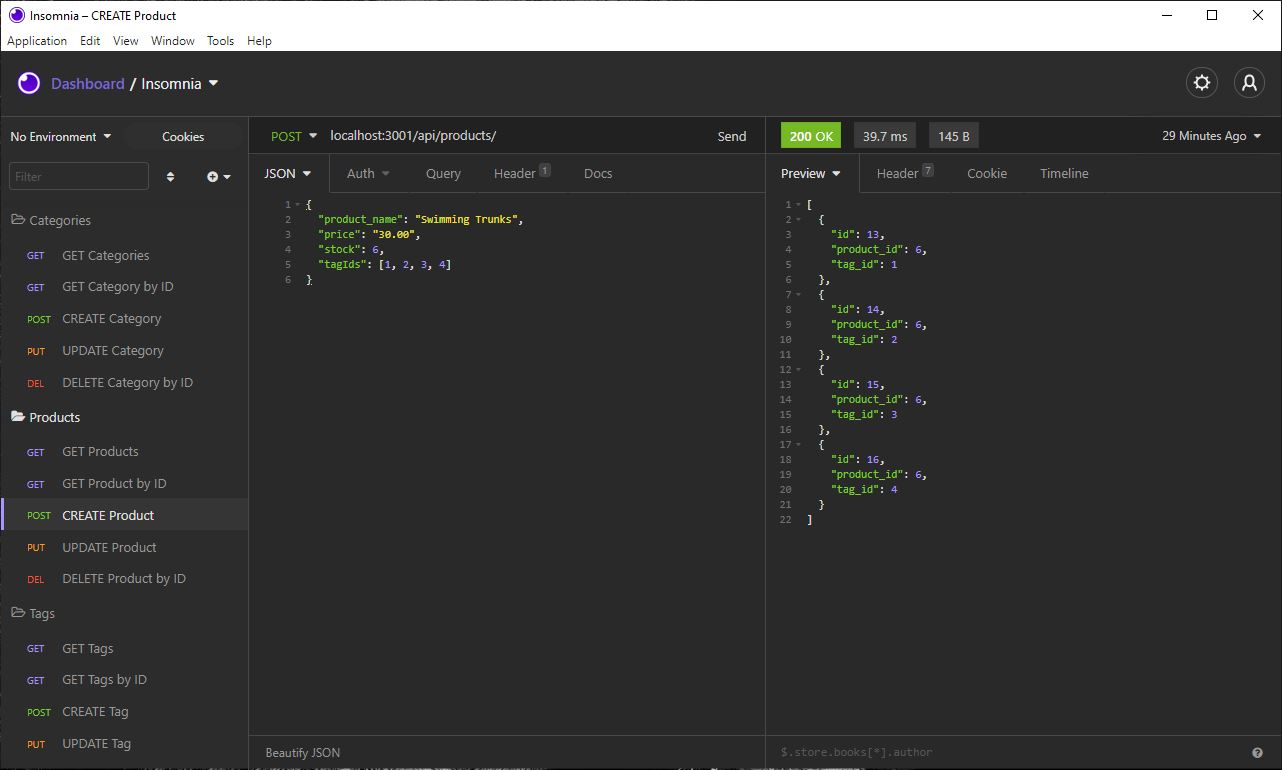 Insomnia – CREATE Product
Application Edit View Window Tools Help
Dashboard / Insomnia
No Environment Cookies
Filter
Categories
GET GET Categories
GET GET Category by ID
POST CREATE Category
PUT UPDATE Category
DEL DELETE Category by ID
Products
GET GET Products
GET GET Product by ID
POST CREATE Product
PUT UPDATE Product
DEL DELETE Product by ID
Tags
GET GET Tags
GET GET Tags by ID
POST CREATE Tag
PUT UPDATE Tag
POST localhost:3001/api/products/ Send
JSON Auth Query Header 1 Docs
1 {
2 "product_name": "Swimming Trunks",
3 "price": "30.00",
4 "stock": 6,
5 "tagIds": [1, 2, 3, 4]
6 }
Beautify JSON
200 OK 39.7 ms 145 B 29 Minutes Ago
Preview Header 7 Cookie Timeline
1 [
2 {
3 "id": 13,
4 "product_id": 6,
5 "tag_id": 1
6 },
7 {
8 "id": 14,
9 "product_id": 6,
10 "tag_id": 2
11 },
12 {
13 "id": 15,
14 "product_id": 6,
15 "tag_id": 3
16 },
17 {
18 "id": 16,
19 "product_id": 6,
20 "tag_id": 4
21 }
22 ]
$.store.books[*].author